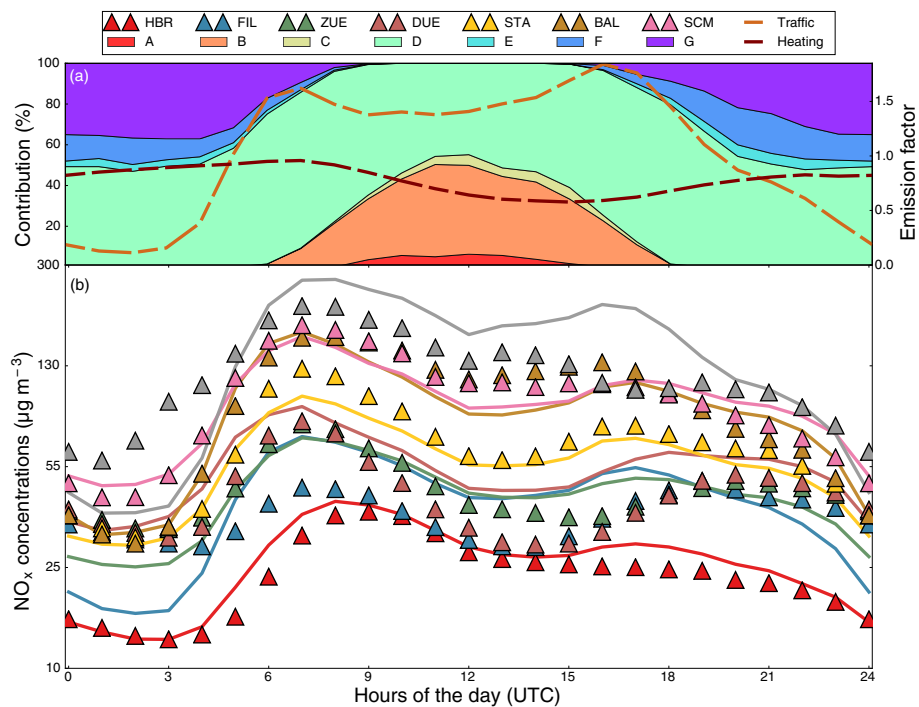 HBR FIL ZUE DUE STA BAL SCM Traffic
A B C D E F G Heating
(a)
100
80
60
40
20
300
Contribution (%)
1.5
1.0
0.5
0.0
Emission factor
(b)
130
55
25
10
NOx concentrations (µg m−3)
0 3 6 9 12 15 18 21 24
Hours of the day (UTC)